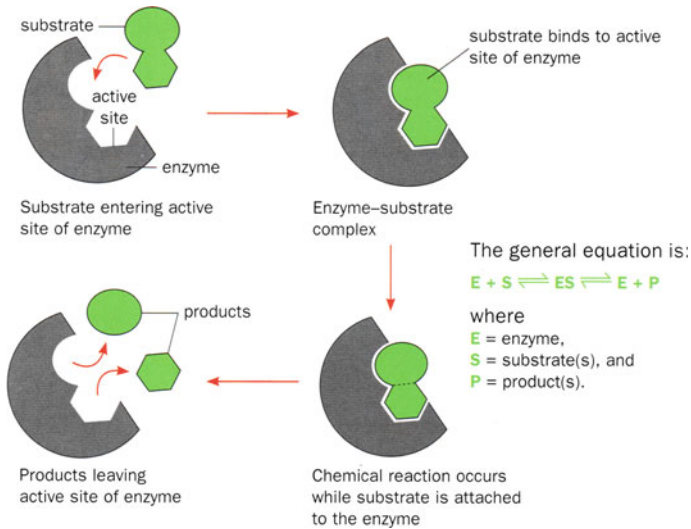 substrate
active
site
enzyme
Substrate entering active
site of enzyme
substrate binds to active
site of enzyme
Enzyme–substrate
complex
The general equation is:
E + S ⇌ ES ⇌ E + P
where
E = enzyme,
S = substrate(s), and
P = product(s).
products
Products leaving
active site of enzyme
Chemical reaction occurs
while substrate is attached
to the enzyme